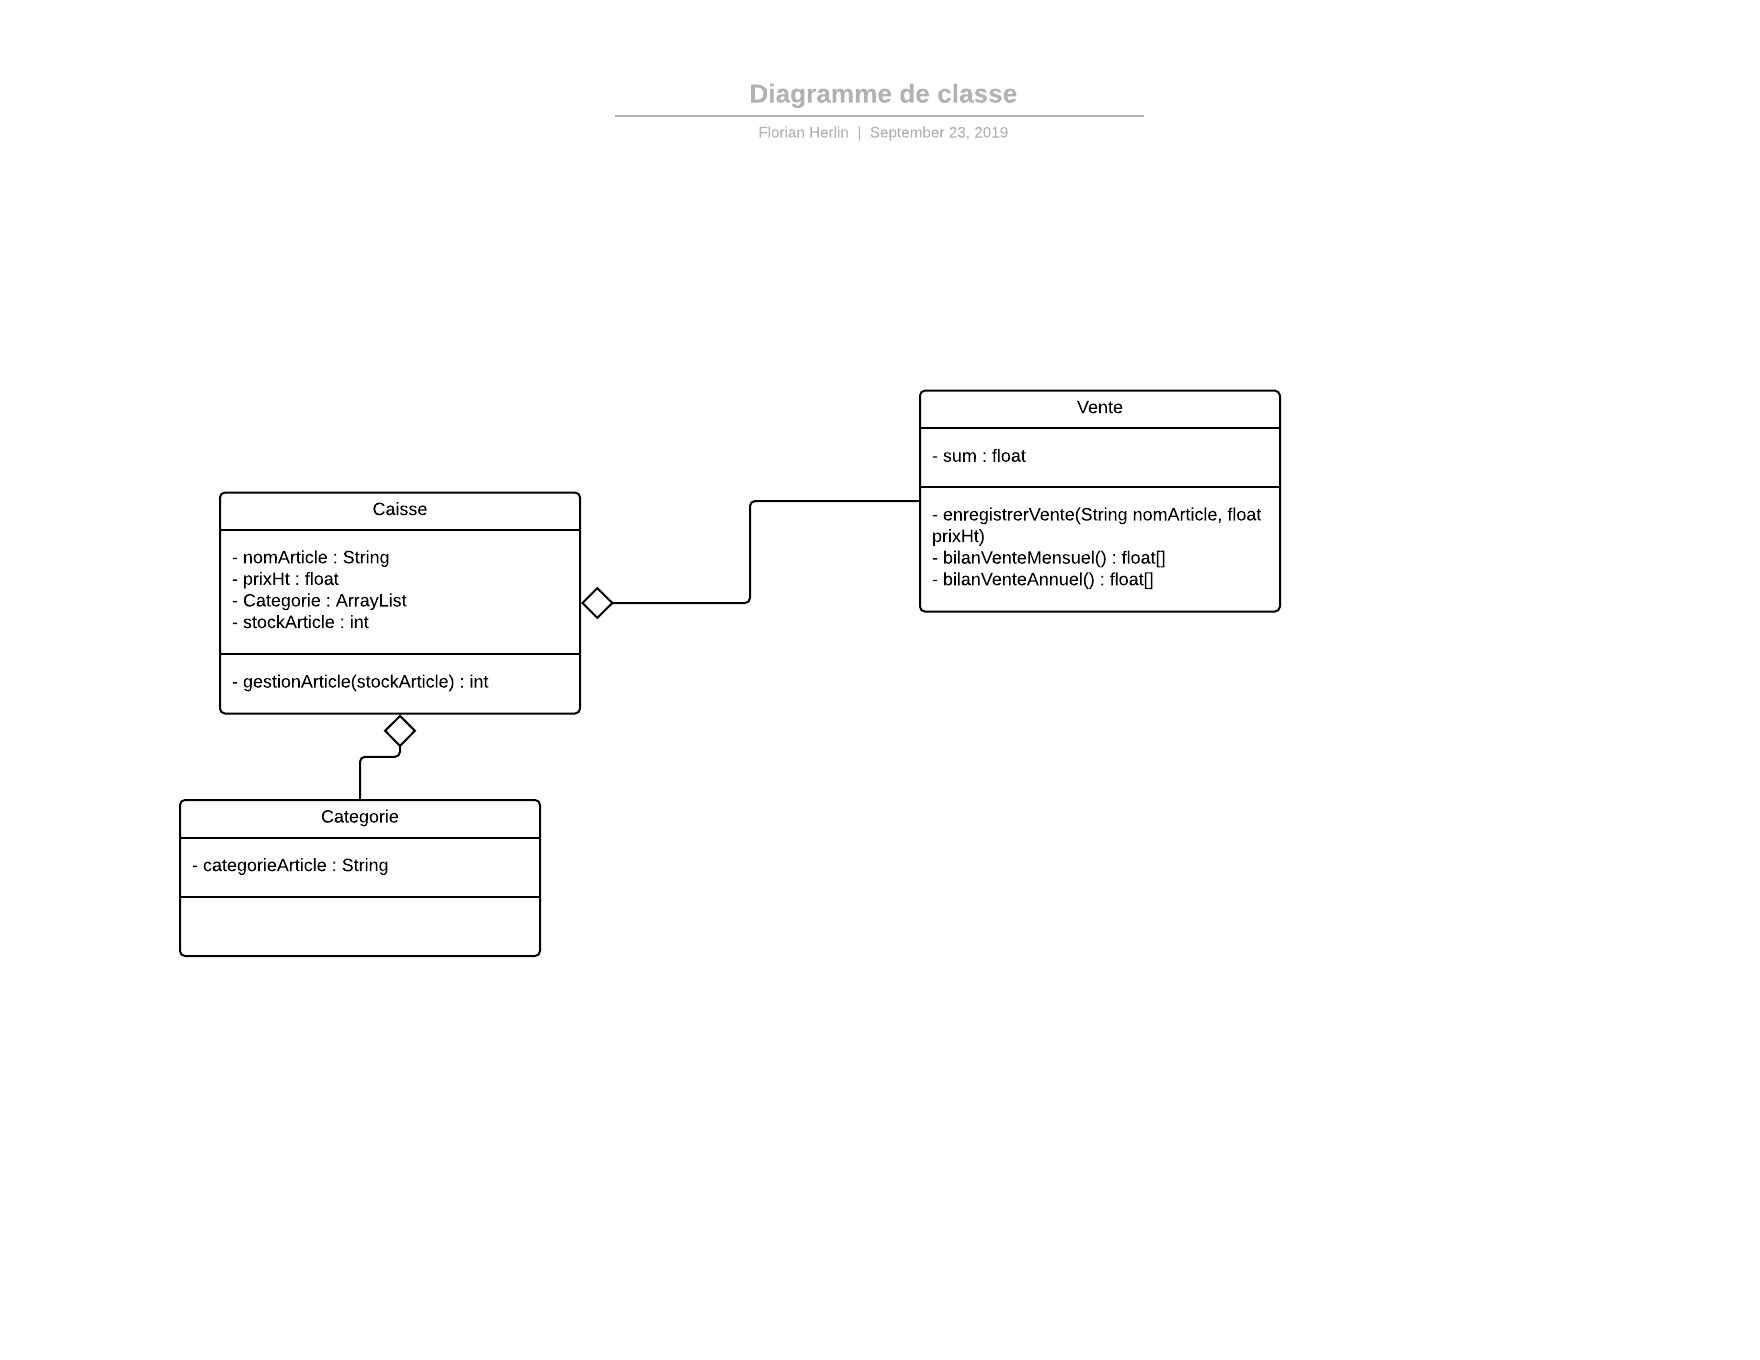 Diagramme de classe
Florian Herlin | September 23, 2019
Vente
- sum : float
- enregistrerVente(String nomArticle, float
prixHt)
- bilanVenteMensuel() : float[]
- bilanVenteAnnuel() : float[]
Caisse
- nomArticle : String
- prixHt : float
- Categorie : ArrayList
- stockArticle : int
- gestionArticle(stockArticle) : int
Categorie
- categorieArticle : String